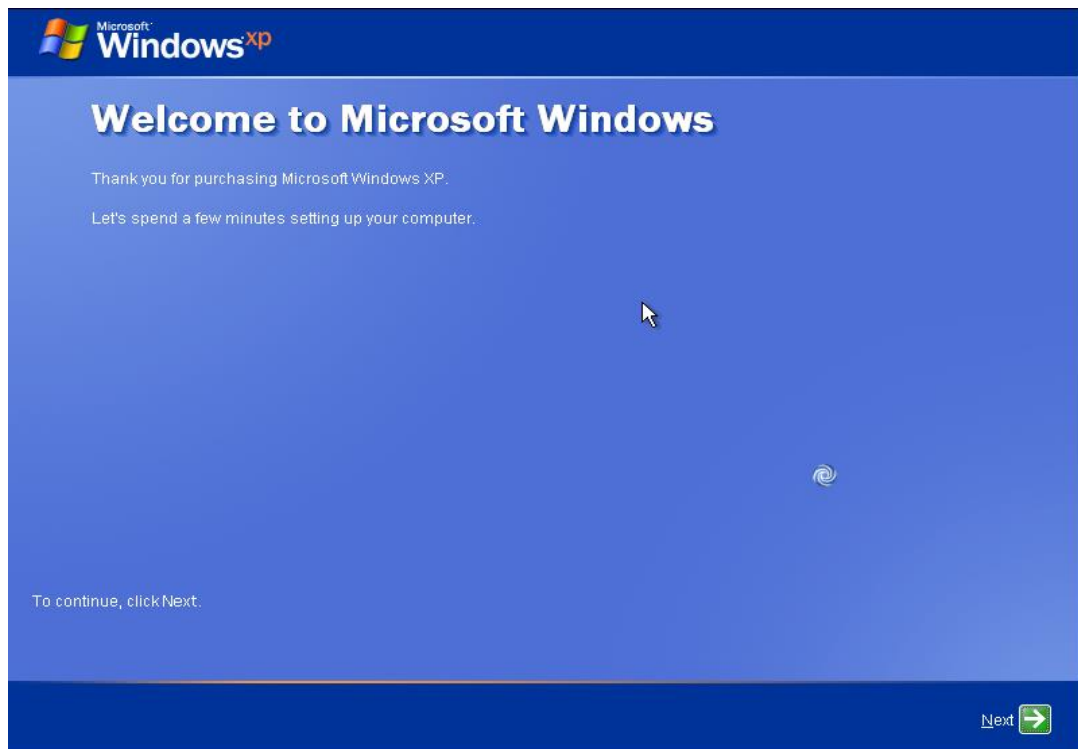 Microsoft
Windows xp
Welcome to Microsoft Windows
Thank you for purchasing Microsoft Windows XP.
Let's spend a few minutes setting up your computer.
To continue, click Next.
Next